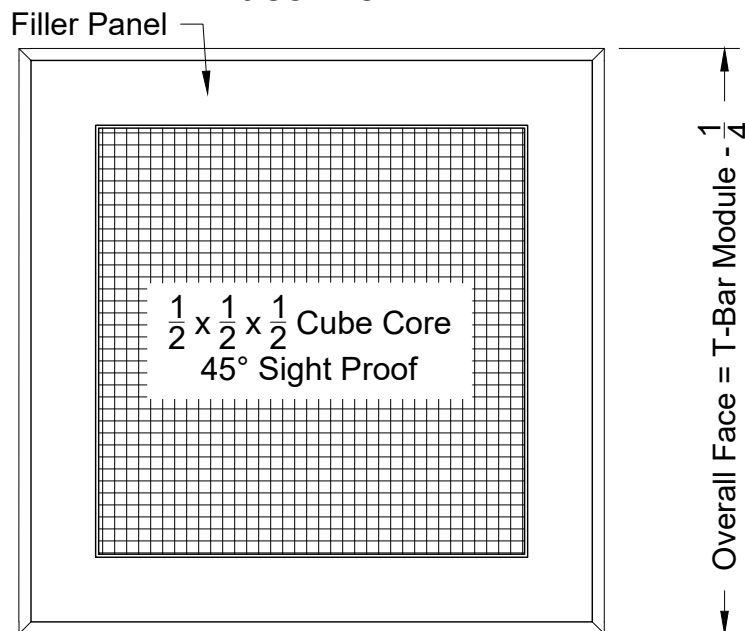 Filler Panel
1/2 x 1/2 x 1/2 Cube Core
45° Sight Proof
Overall Face = T-Bar Module - 1/4